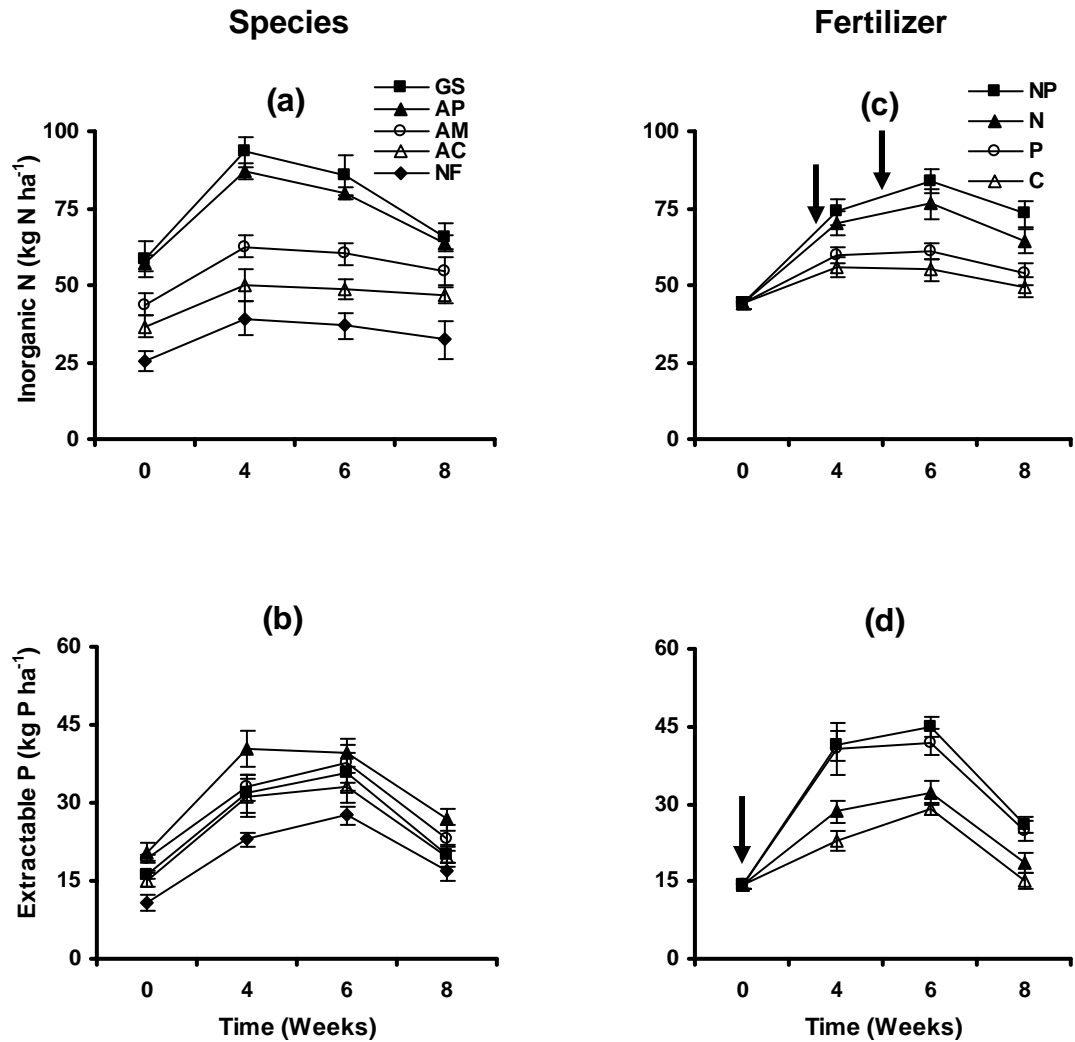 Species
Fertilizer
(a)
GS
AP
AM
AC
NF
Inorganic N (kg N ha-1)
100
75
50
25
0
0 4 6 8
(c)
NP
N
P
C
100
75
50
25
0
0 4 6 8
(b)
Extractable P (kg P ha-1)
60
45
30
15
0
0 4 6 8
Time (Weeks)
(d)
60
45
30
15
0
0 4 6 8
Time (Weeks)